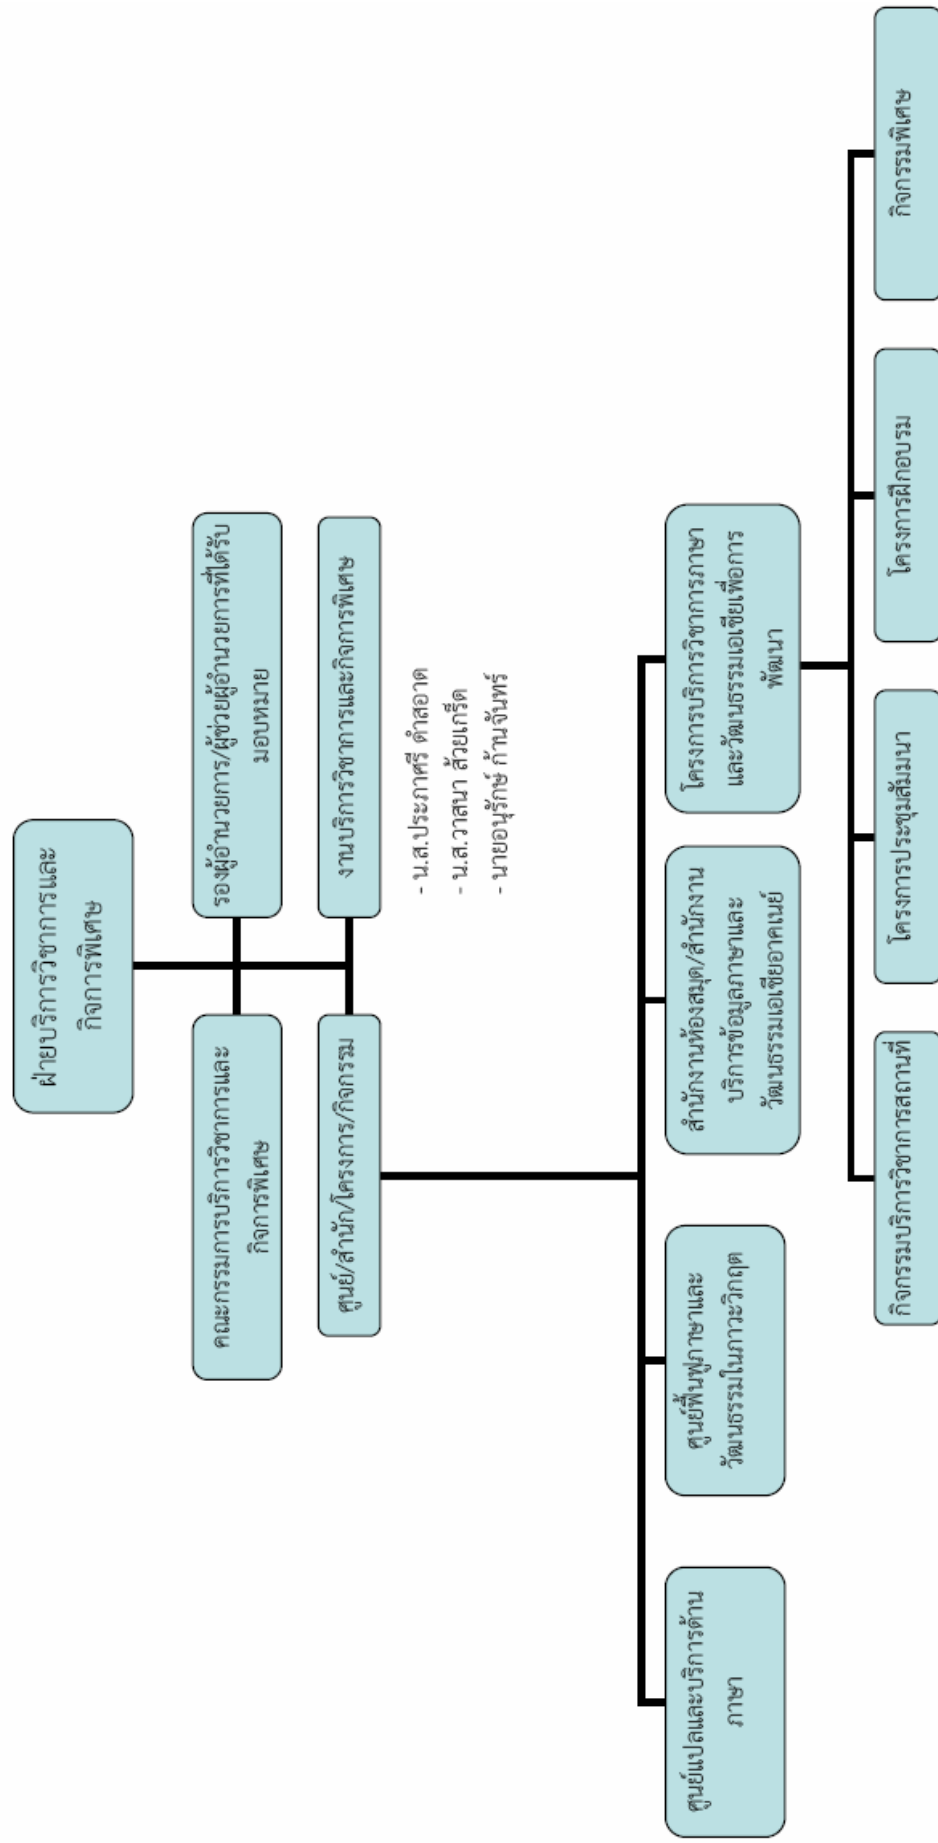 ฝ่ายบริการวิชาการและ
กิจการพิเศษ
คณะกรรมการบริการวิชาการและ
กิจการพิเศษ
รองผู้อำนวยการ/ผู้ช่วยผู้อำนวยการที่ได้รับ
มอบหมาย
ศูนย์/สำนัก/โครงการ/กิจกรรม
งานบริการวิชาการและกิจการพิเศษ
- น.ส.ประภาศรี ดำสอาด
- น.ส.วาสนา ส้วยเกร็ด
- นายอนุรักษ์ ก้านจันทร์
ศูนย์แปลและบริการด้าน
ภาษา
ศูนย์ฟื้นฟูภาษาและ
วัฒนธรรมในภาวะวิกฤต
สำนักงานห้องสมุด/สำนักงาน
บริการข้อมูลภาษาและ
วัฒนธรรมเอเชียอาคเนย์
โครงการบริการวิชาการภาษา
และวัฒนธรรมเอเชียเพื่อการ
พัฒนา
กิจกรรมบริการวิชาการสถานที่
โครงการประชุมสัมมนา
โครงการฝึกอบรม
กิจกรรมพิเศษ